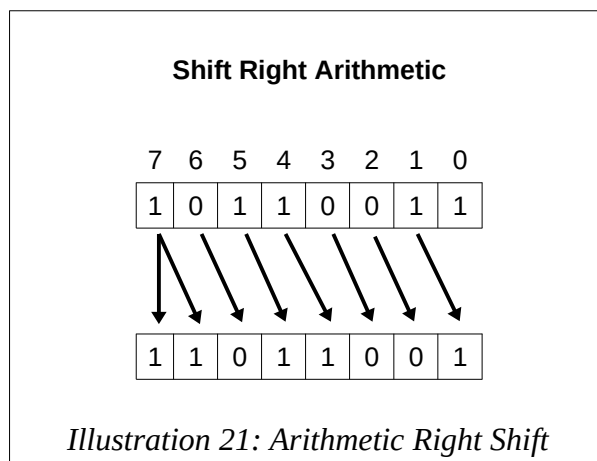 Shift Right Arithmetic
7 6 5 4 3 2 1 0
1 0 1 1 0 0 1 1
1 1 0 1 1 0 0 1
Illustration 21: Arithmetic Right Shift